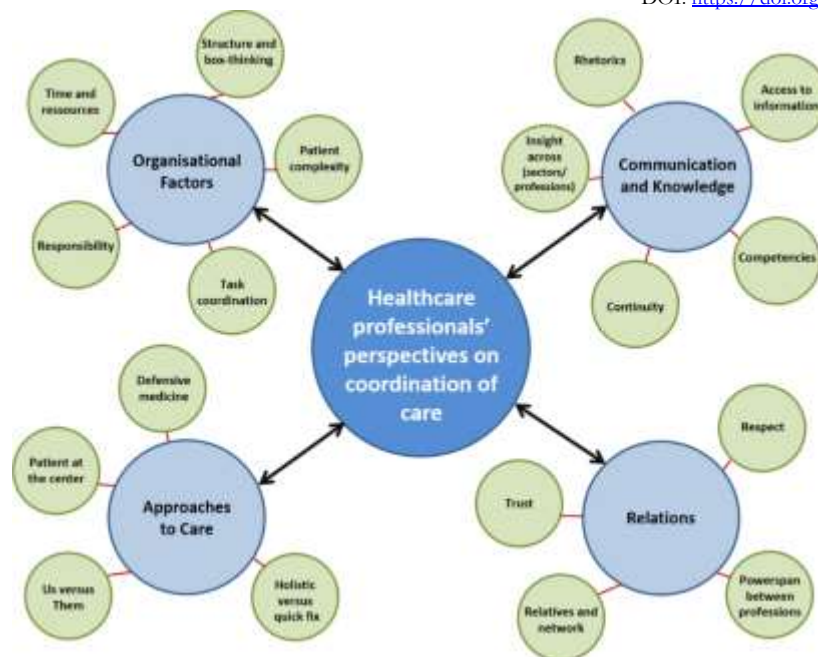 DOI: https://doi.org
Structure and
box-thinking
Time and
ressources
Organisational
Factors
Patient
complexity
Responsibility
Task
coordination
Rhetorics
Access to
information
Insight
across
(sectors/
professions)
Communication
and Knowledge
Competencies
Continuity
Healthcare
professionals'
perspectives on
coordination of
care
Defensive
medicine
Patient at
the center
Approaches
to Care
Us versus
Them
Holistic
versus
quick fix
Respect
Trust
Relations
Relatives and
network
Powerspan
between
professions